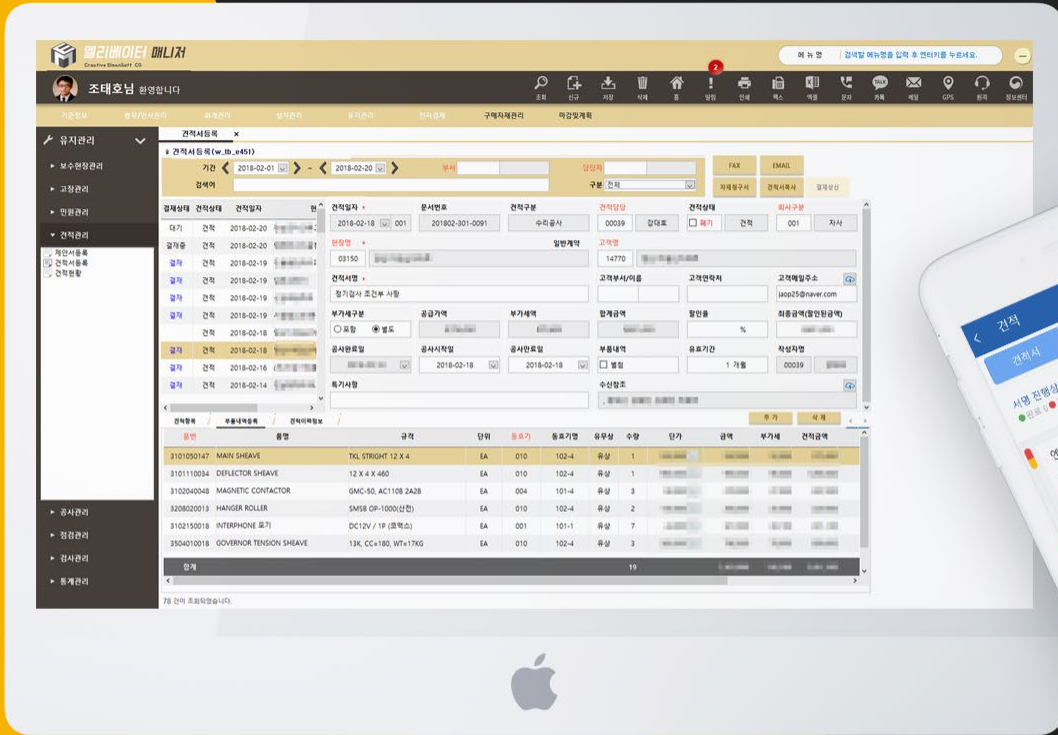 엘리베이터 매니저
Creative ElmanSoft CO
메 뉴 명 검색할 메뉴명을 입력 후 엔터키를 누르세요.
조태호님 환영합니다
2
조회 신규 저장 삭제 홈 알림 인쇄 팩스 엑셀 문자 카톡 메일 GPS 원격 정보센터
기준정보 총무/인사관리 회계관리 설치관리 유지관리 전자결재 구매자재관리 마감및계획
유지관리
보수현장관리
고장관리
민원관리
견적관리
제안서등록
견적서등록
견적현황
공사관리
점검관리
검사관리
통계관리
견적서등록 ×
견적서등록(w_lb_e451)
기간 2018-02-01 ~ 2018-02-20 부서 담당자
검색어 구분 전체
FAX EMAIL
자재청구서 견적서복사 결재상신
결재상태 견적상태 견적일자 현
대기 견적 2018-02-20
결재중 견적 2018-02-20
결재 견적 2018-02-19
결재 견적 2018-02-19
결재 견적 2018-02-19
결재 견적 2018-02-19
견적 2018-02-18
결재 견적 2018-02-18
결재 견적 2018-02-16
결재 견적 2018-02-14
견적일자 문서번호 견적구분 견적담당 견적상태 회사구분
2018-02-18 001 201802-301-0091 수리공사 00039 강대호 폐기 견적 001 자사
현장명 일반계약 고객명
03150 14770
견적서명 고객부서/이름 고객연락처 고객메일주소
정기검사 조건부 사항 jaop25@naver.com
부가세구분 공급가액 부가세액 합계금액 할인율 최종금액(할인된금액)
포함 별도 %
공사완료일 공사시작일 공사만료일 부품내역 유효기간 작성자명
2018-02-18 2018-02-18 별첨 1 개월 00039
특기사항 수신참조
견적항목 부품내역등록 견적이력정보 추 가 삭 제
품번 품명 규격 단위 동호기 동호기명 유무상 수량 단가 금액 부가세 견적금액
3101050147 MAIN SHEAVE TKL STRIGHT 12 X 4 EA 010 102-4 유상 1
3101110034 DEFLECTOR SHEAVE 12 X 4 X 460 EA 010 102-4 유상 1
3102040048 MAGNETIC CONTACTOR GMC-50, AC110B 2A2B EA 004 101-4 유상 3
3208020013 HANGER ROLLER SMSB OP-1000(산전) EA 010 102-4 유상 2
3102150018 INTERPHONE 모기 DC12V / 1P (코맥스) EA 001 101-1 유상 7
3504010018 GOVERNOR TENSION SHEAVE 13K, CC=180, WT=17KG EA 010 102-4 유상 3
합계 19
78 건이 조회되었습니다.
견적
견적서
서명 진행상
완료 0